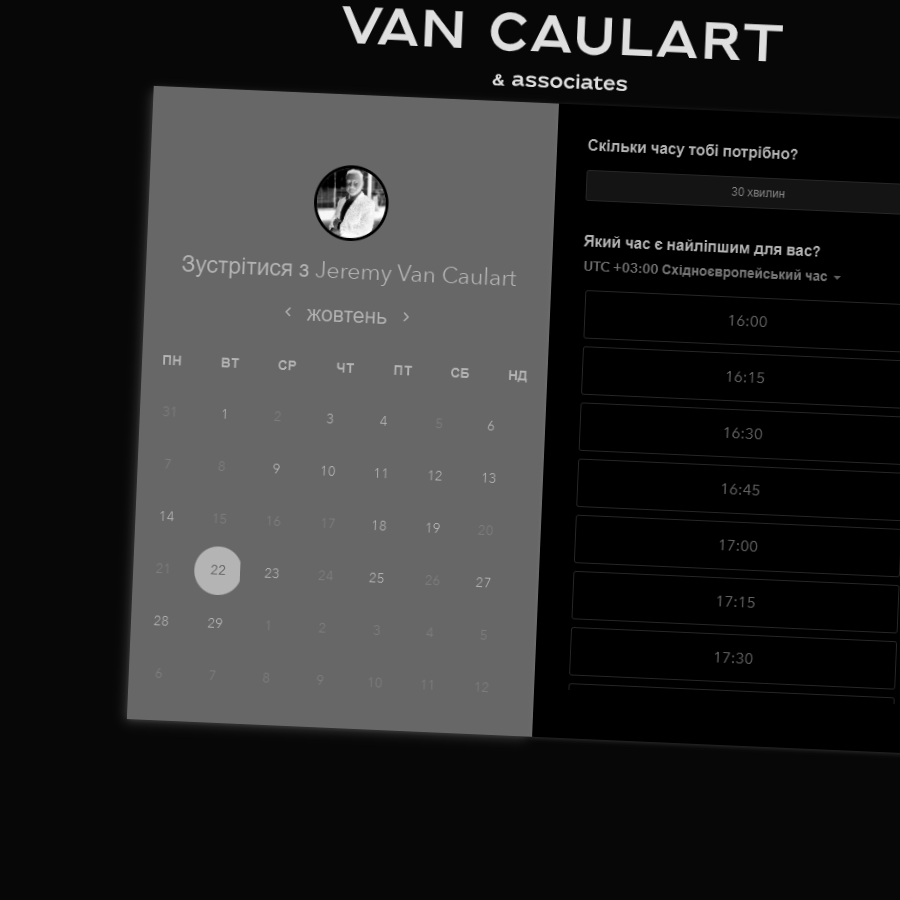 VAN CAULART
& associates
Зустрітися з Jeremy Van Caulart
жовтень
ПН ВТ СР ЧТ ПТ СБ НД
31 1 2 3 4 5 6
7 8 9 10 11 12 13
14 15 16 17 18 19 20
21 22 23 24 25 26 27
28 29 1 2 3 4 5
6 7 8 9 10 11 12
Скільки часу тобі потрібно?
30 хвилин
Який час є найліпшим для вас?
UTC +03:00 Східноєвропейський час
16:00
16:15
16:30
16:45
17:00
17:15
17:30